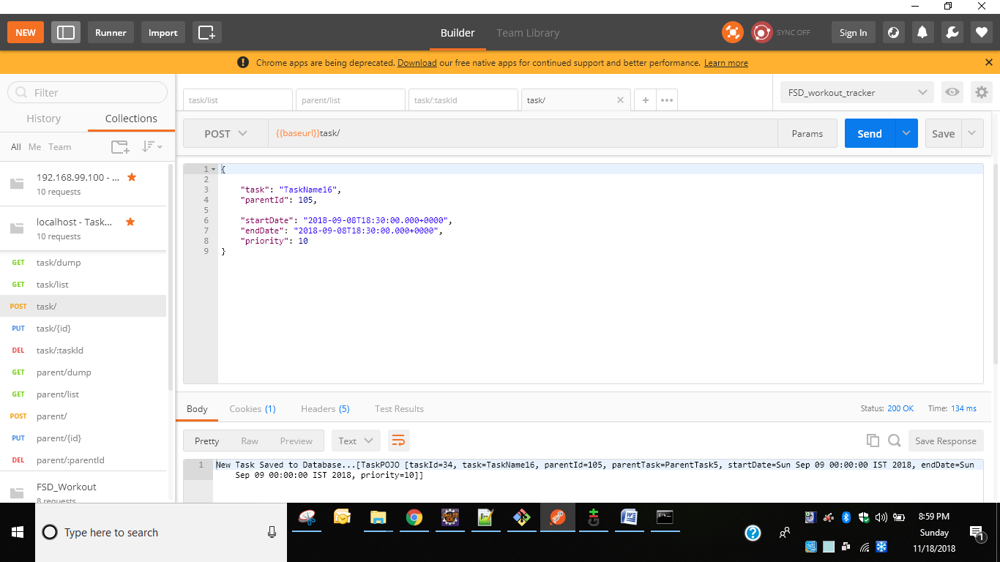 NEW
Runner
Import
Builder
Team Library
SYNC OFF
Sign In
Chrome apps are being deprecated. Download our free native apps for continued support and better performance. Learn more
Filter
History
Collections
All Me Team
192.168.99.100 - ...
10 requests
localhost - Task...
10 requests
GET task/dump
GET task/list
POST task/
PUT task/{id}
DEL task/:taskId
GET parent/dump
GET parent/list
POST parent/
PUT parent/{id}
DEL parent/:parentId
FSD_Workout
8 requests
task/list
parent/list
task/:taskId
task/
FSD_workout_tracker
POST
{{baseurl}}task/
Params
Send
Save
1 {
2
3 "task": "TaskName16",
4 "parentId": 105,
5
6 "startDate": "2018-09-08T18:30:00.000+0000",
7 "endDate": "2018-09-08T18:30:00.000+0000",
8 "priority": 10
9 }
Body
Cookies (1)
Headers (5)
Test Results
Status: 200 OK
Time: 134 ms
Pretty
Raw
Preview
Text
Save Response
1 New Task Saved to Database...[TaskPOJO [taskId=34, task=TaskName16, parentId=105, parentTask=ParentTask5, startDate=Sun Sep 09 00:00:00 IST 2018, endDate=Sun
Sep 09 00:00:00 IST 2018, priority=10]]
Type here to search
8:59 PM
Sunday
11/18/2018
1